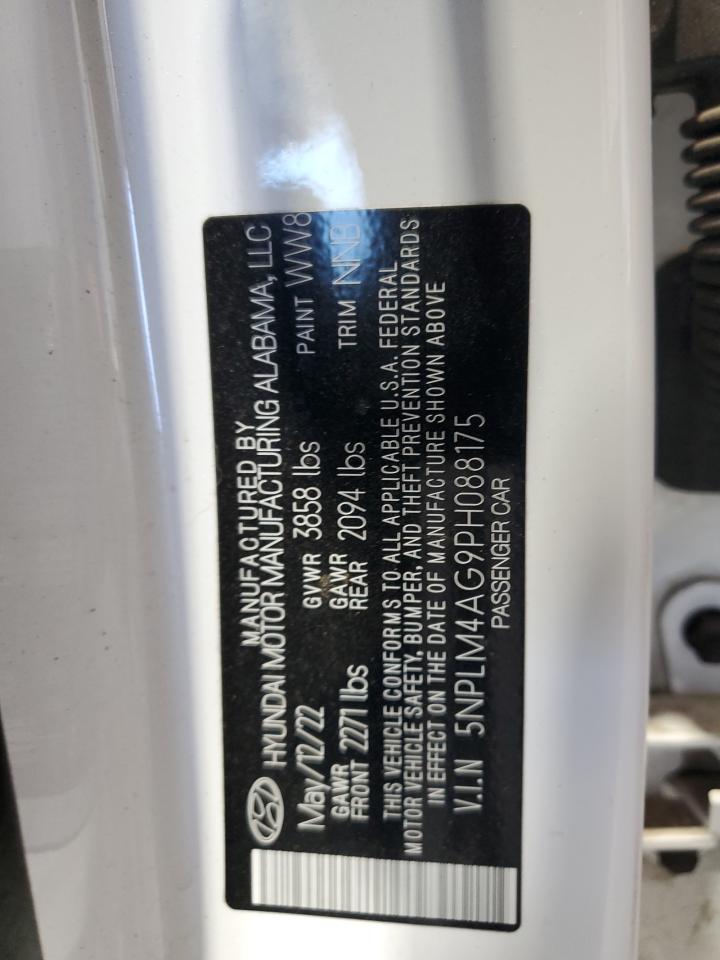 MANUFACTURED BY
HYUNDAI MOTOR MANUFACTURING ALABAMA, LLC
May/12/22 GVWR 3858 lbs PAINT WW8
GAWR FRONT 2271 lbs GAWR REAR 2094 lbs TRIM NNB
THIS VEHICLE CONFORMS TO ALL APPLICABLE U.S.A. FEDERAL
MOTOR VEHICLE SAFETY, BUMPER, AND THEFT PREVENTION STANDARDS
IN EFFECT ON THE DATE OF MANUFACTURE SHOWN ABOVE
V.I.N 5NPLM4AG9PH088175
PASSENGER CAR